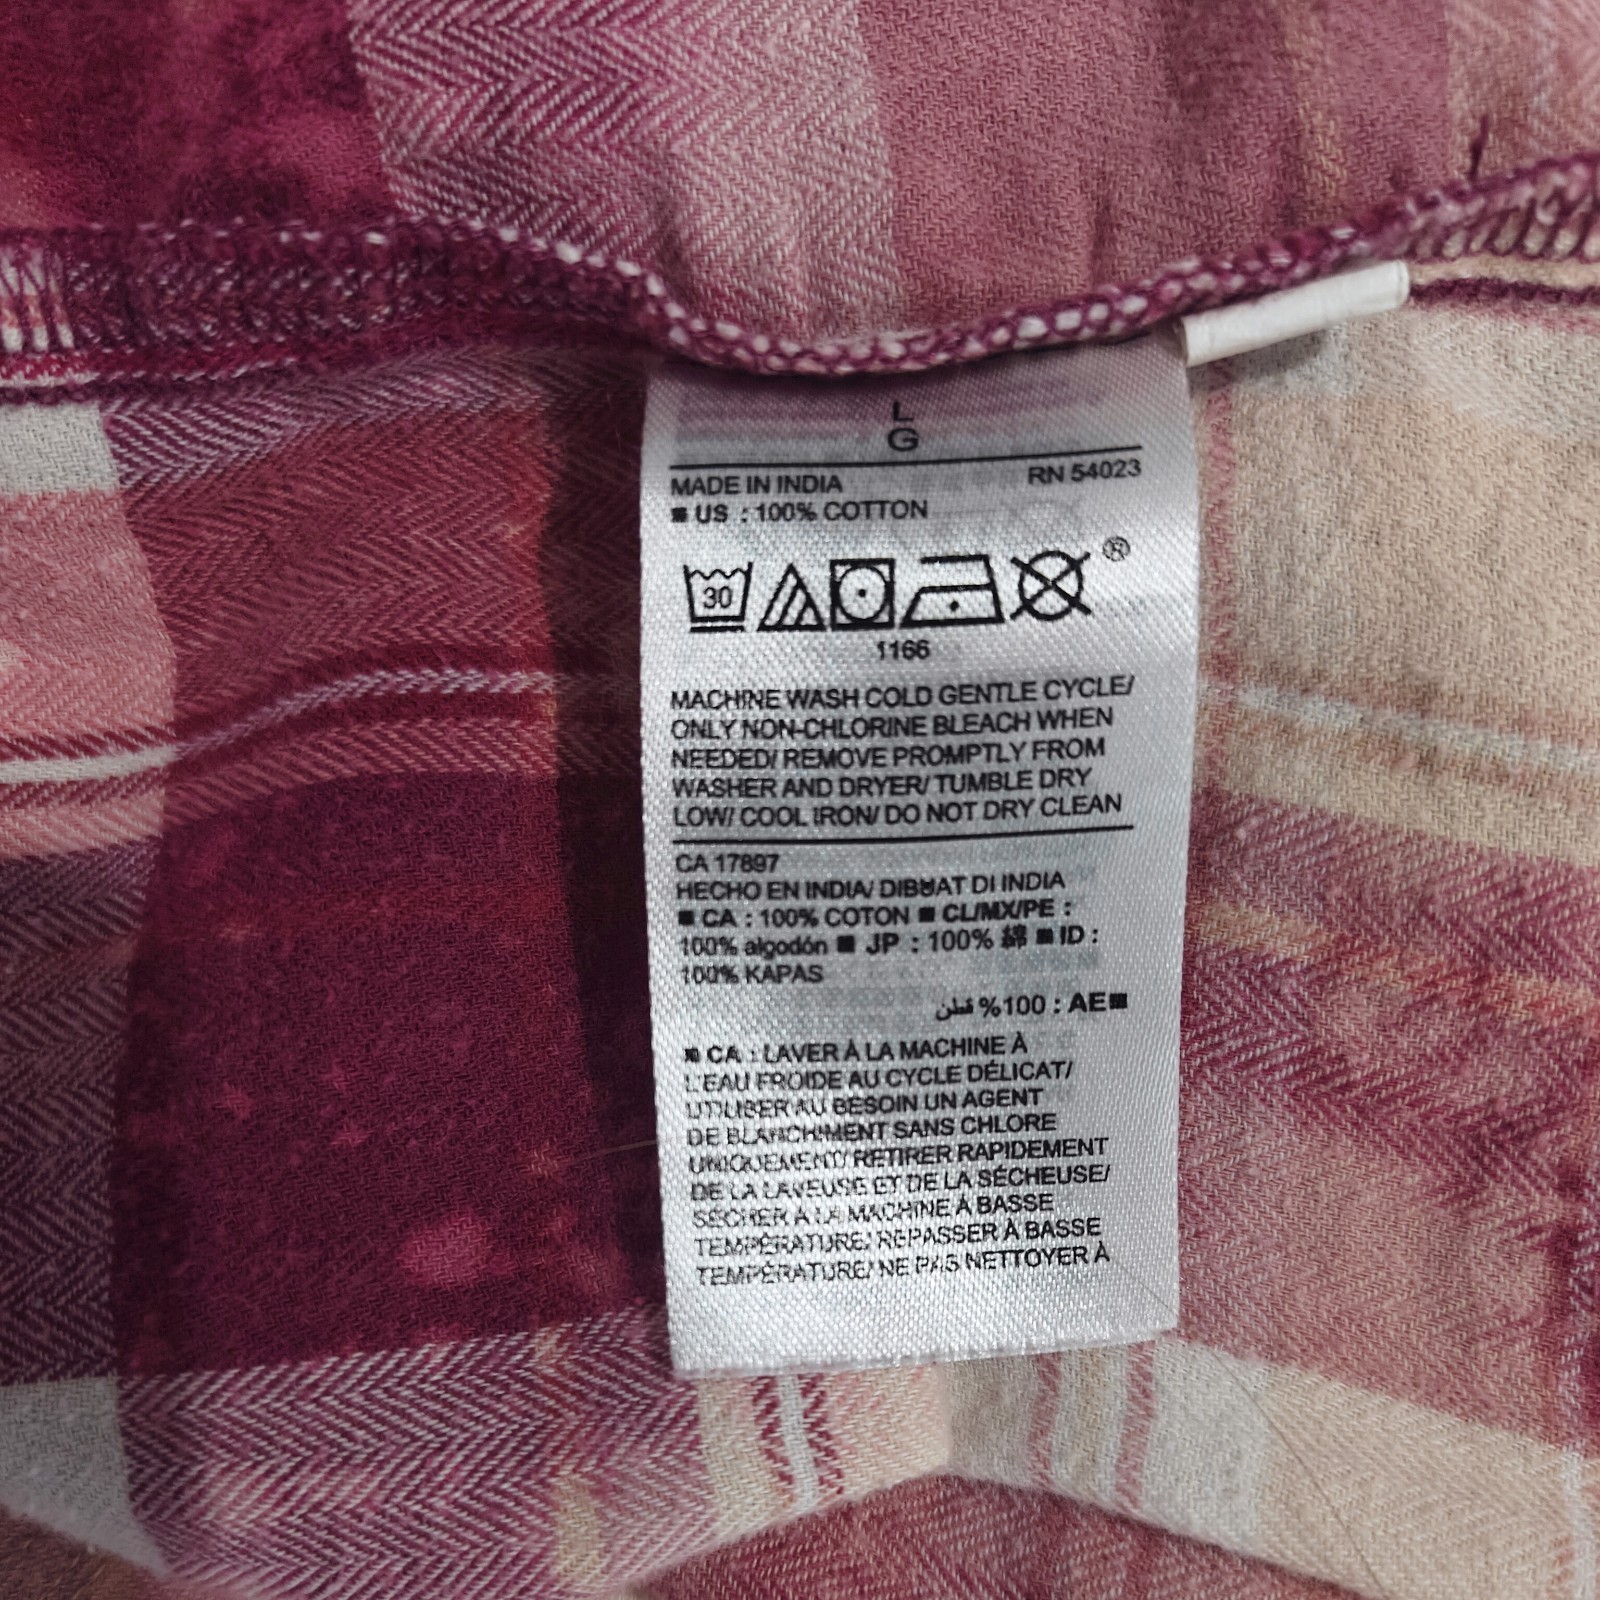 L
G
MADE IN INDIA RN 54023
■ US : 100% COTTON
30
®
1166
MACHINE WASH COLD GENTLE CYCLE/
ONLY NON-CHLORINE BLEACH WHEN
NEEDED/ REMOVE PROMPTLY FROM
WASHER AND DRYER/ TUMBLE DRY
LOW/ COOL IRON/ DO NOT DRY CLEAN
CA 17897
HECHO EN INDIA/ DIBUAT DI INDIA
■ CA : 100% COTON ■ CL/MX/PE :
100% algodón ■ JP : 100% 綿 ■ ID :
100% KAPAS
■AE : 100% قطن
■ CA : LAVER À LA MACHINE À
L'EAU FROIDE AU CYCLE DÉLICAT/
UTILISER AU BESOIN UN AGENT
DE BLANCHIMENT SANS CHLORE
UNIQUEMENT/ RETIRER RAPIDEMENT
DE LA LAVEUSE ET DE LA SÉCHEUSE/
SÉCHER À LA MACHINE À BASSE
TEMPÉRATURE/ REPASSER À BASSE
TEMPÉRATURE/ NE PAS NETTOYER À